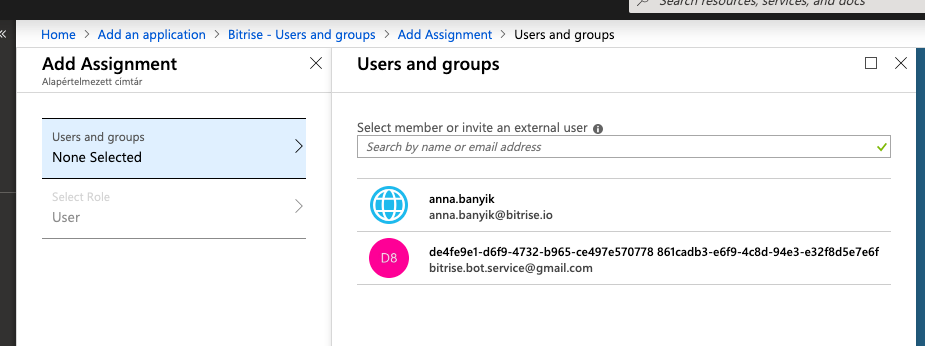 Search resources, services, and docs
Home > Add an application > Bitrise - Users and groups > Add Assignment > Users and groups
Add Assignment
Alapértelmezett címtár
Users and groups
None Selected
Select Role
User
Users and groups
Select member or invite an external user
Search by name or email address
anna.banyik
anna.banyik@bitrise.io
D8
de4fe9e1-d6f9-4732-b965-ce497e570778 861cadb3-e6f9-4c8d-94e3-e32f8d5e7e6f
bitrise.bot.service@gmail.com